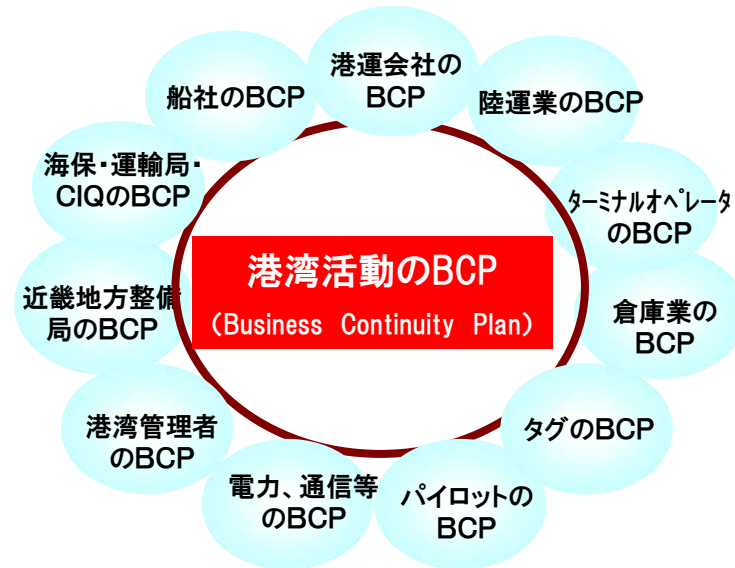 港運会社の
BCP
船社のBCP
陸運業のBCP
海保・運輸局・
CIQのBCP
ターミナルオペレータ
のBCP
港湾活動のBCP
（Business Continuity Plan）
近畿地方整備
局のBCP
倉庫業の
BCP
港湾管理者
のBCP
タグのBCP
電力、通信等
のBCP
パイロットの
BCP